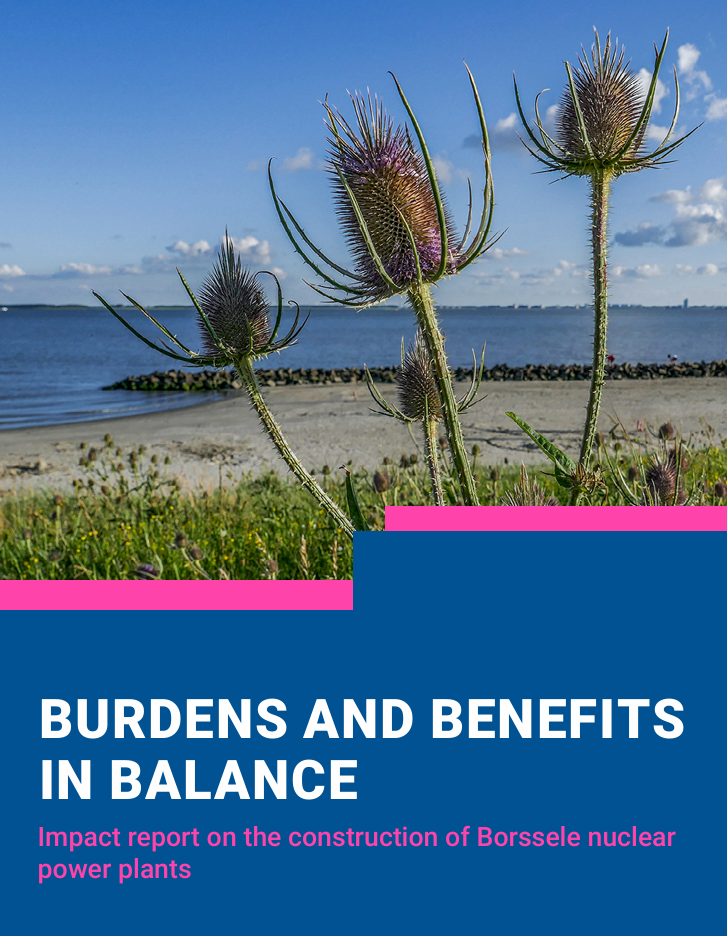 BURDENS AND BENEFITS
IN BALANCE
Impact report on the construction of Borssele nuclear
power plants